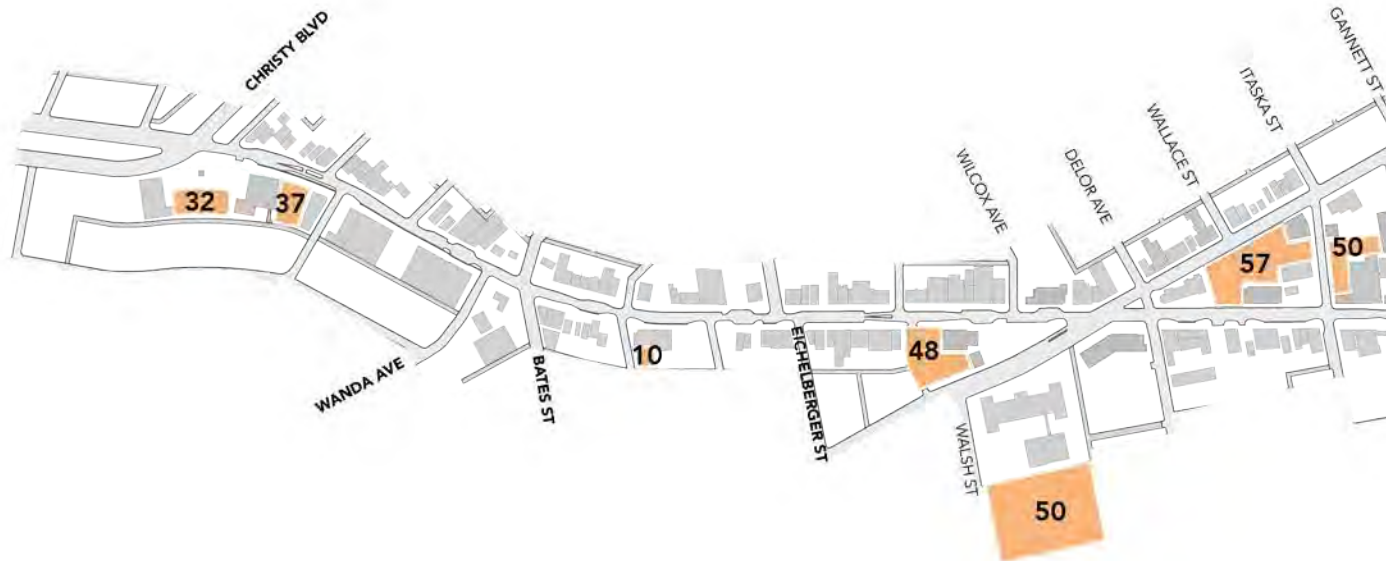 CHRISTY BLVD
GANNETT ST
ITASKA ST
WALLACE ST
DELOR AVE
WILCOX AVE
32
37
57
50
10
48
EICHELBERGER ST
WANDA AVE
BATES ST
WALSH ST
50